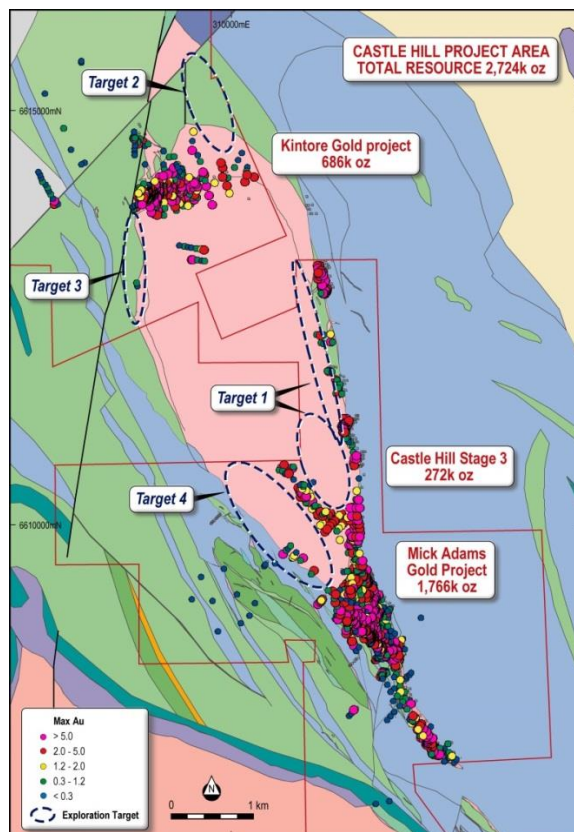 310000mE
CASTLE HILL PROJECT AREA
TOTAL RESOURCE 2,724k oz
Target 2
6615000mN
Kintore Gold project
686k oz
Target 3
Target 1
Castle Hill Stage 3
272k oz
Target 4
6610000mN
Mick Adams
Gold Project
1,766k oz
Max Au
> 5.0
2.0 - 5.0
1.2 - 2.0
0.3 - 1.2
< 0.3
Exploration Target
N
0
1 km